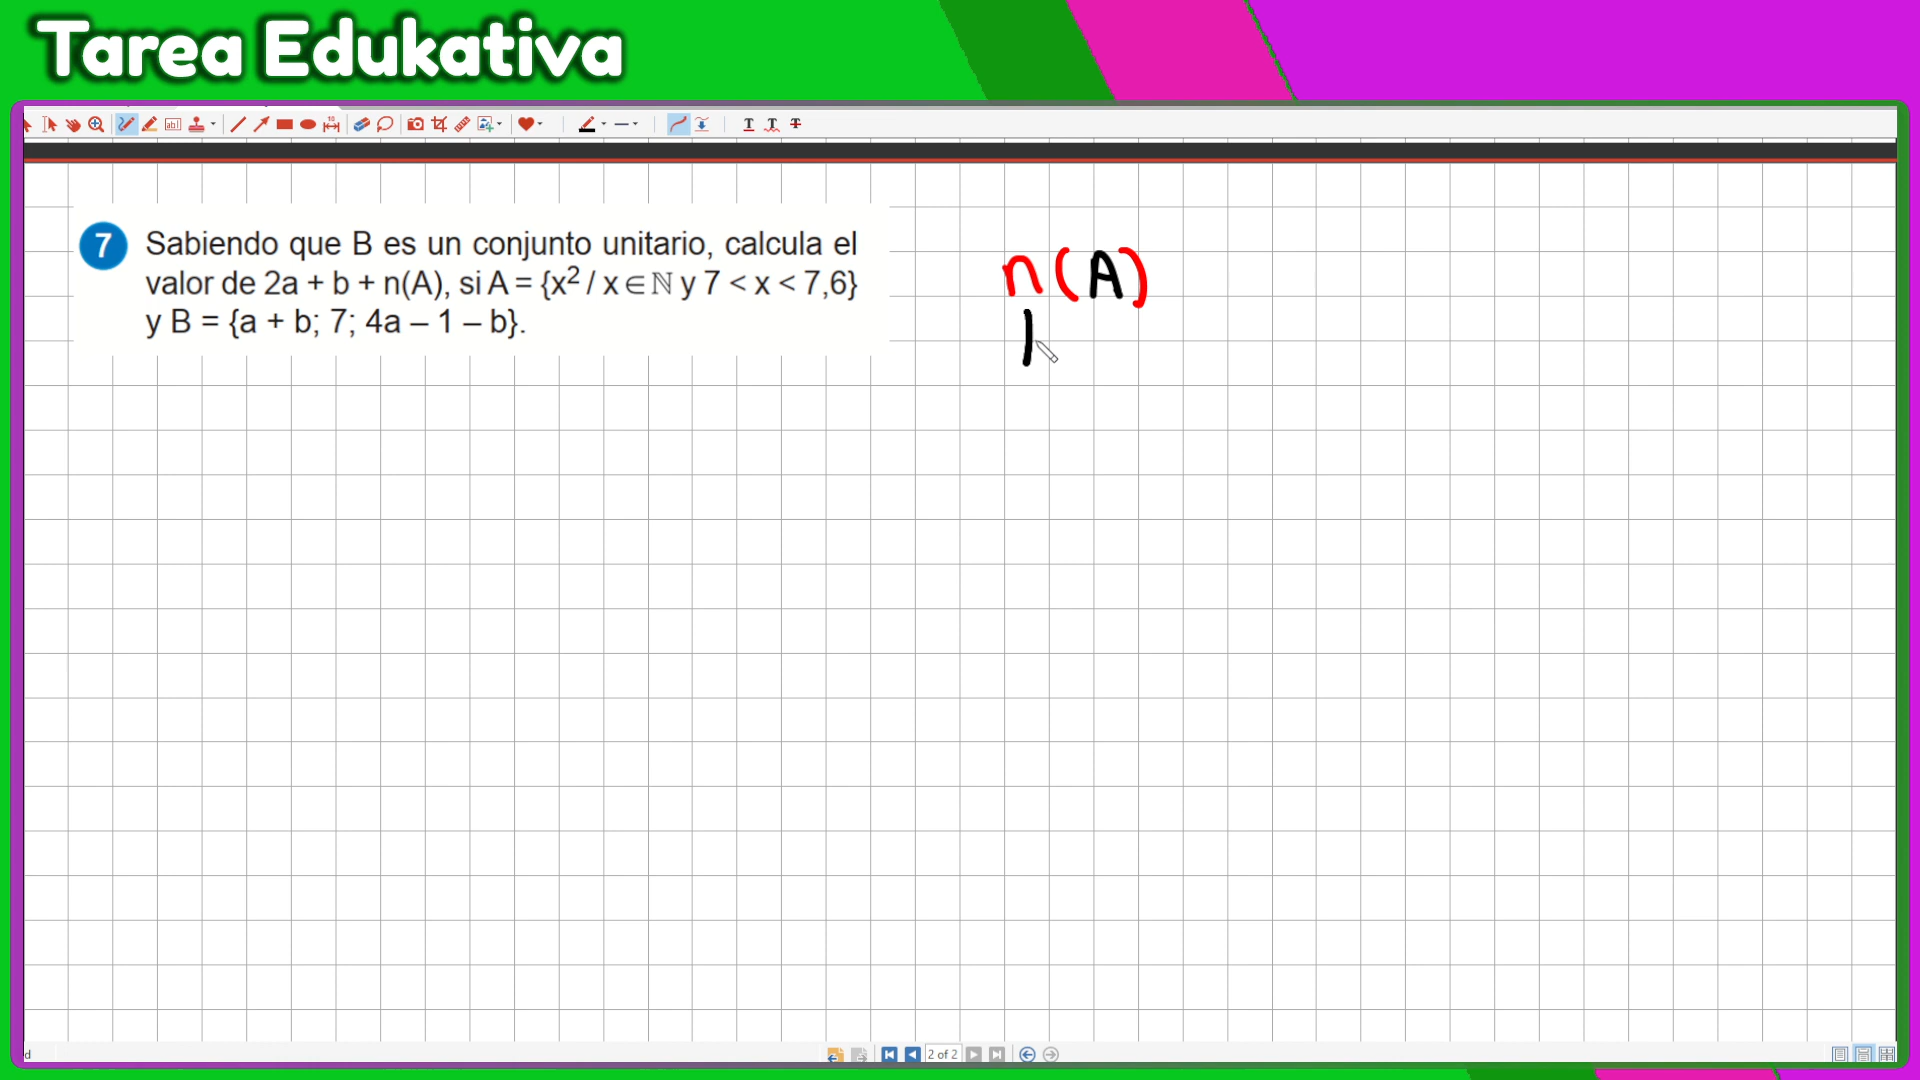 Tarea Edukativa
7 Sabiendo que B es un conjunto unitario, calcula el
valor de 2a + b + n(A), si A = {x² / x ∈ ℕ y 7 < x < 7,6}
y B = {a + b; 7; 4a – 1 – b}.
n(A)
2 of 2